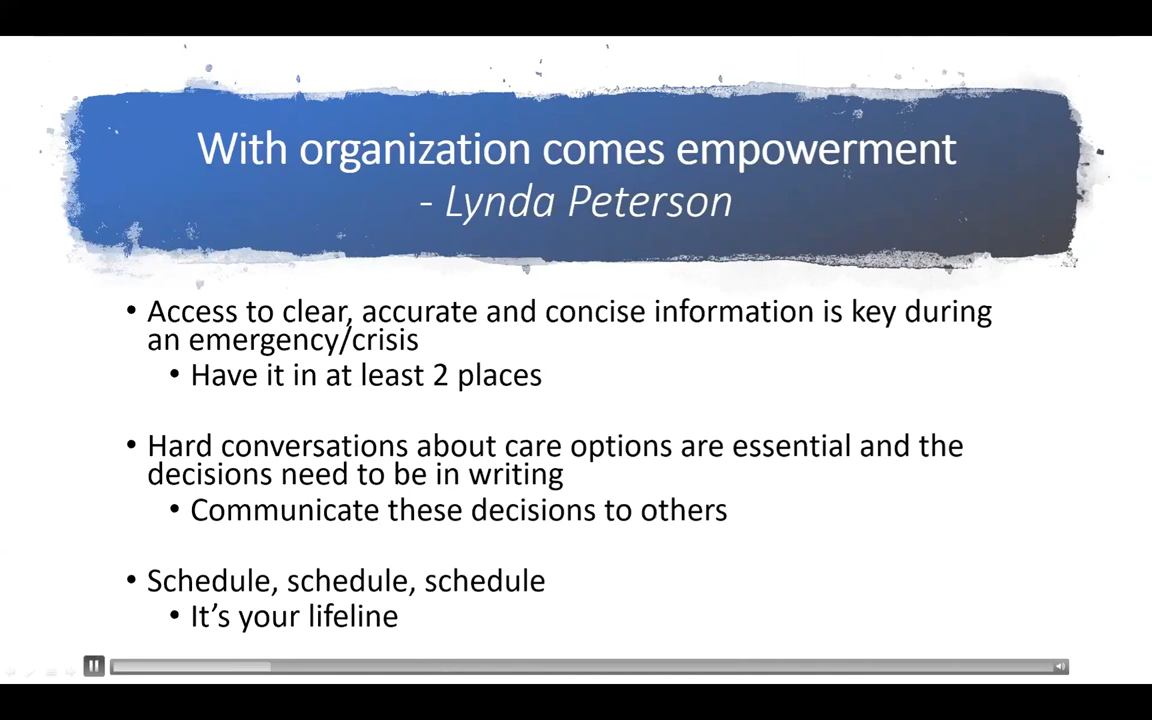 With organization comes empowerment
- Lynda Peterson
• Access to clear, accurate and concise information is key during
an emergency/crisis
• Have it in at least 2 places
• Hard conversations about care options are essential and the
decisions need to be in writing
• Communicate these decisions to others
• Schedule, schedule, schedule
• It’s your lifeline